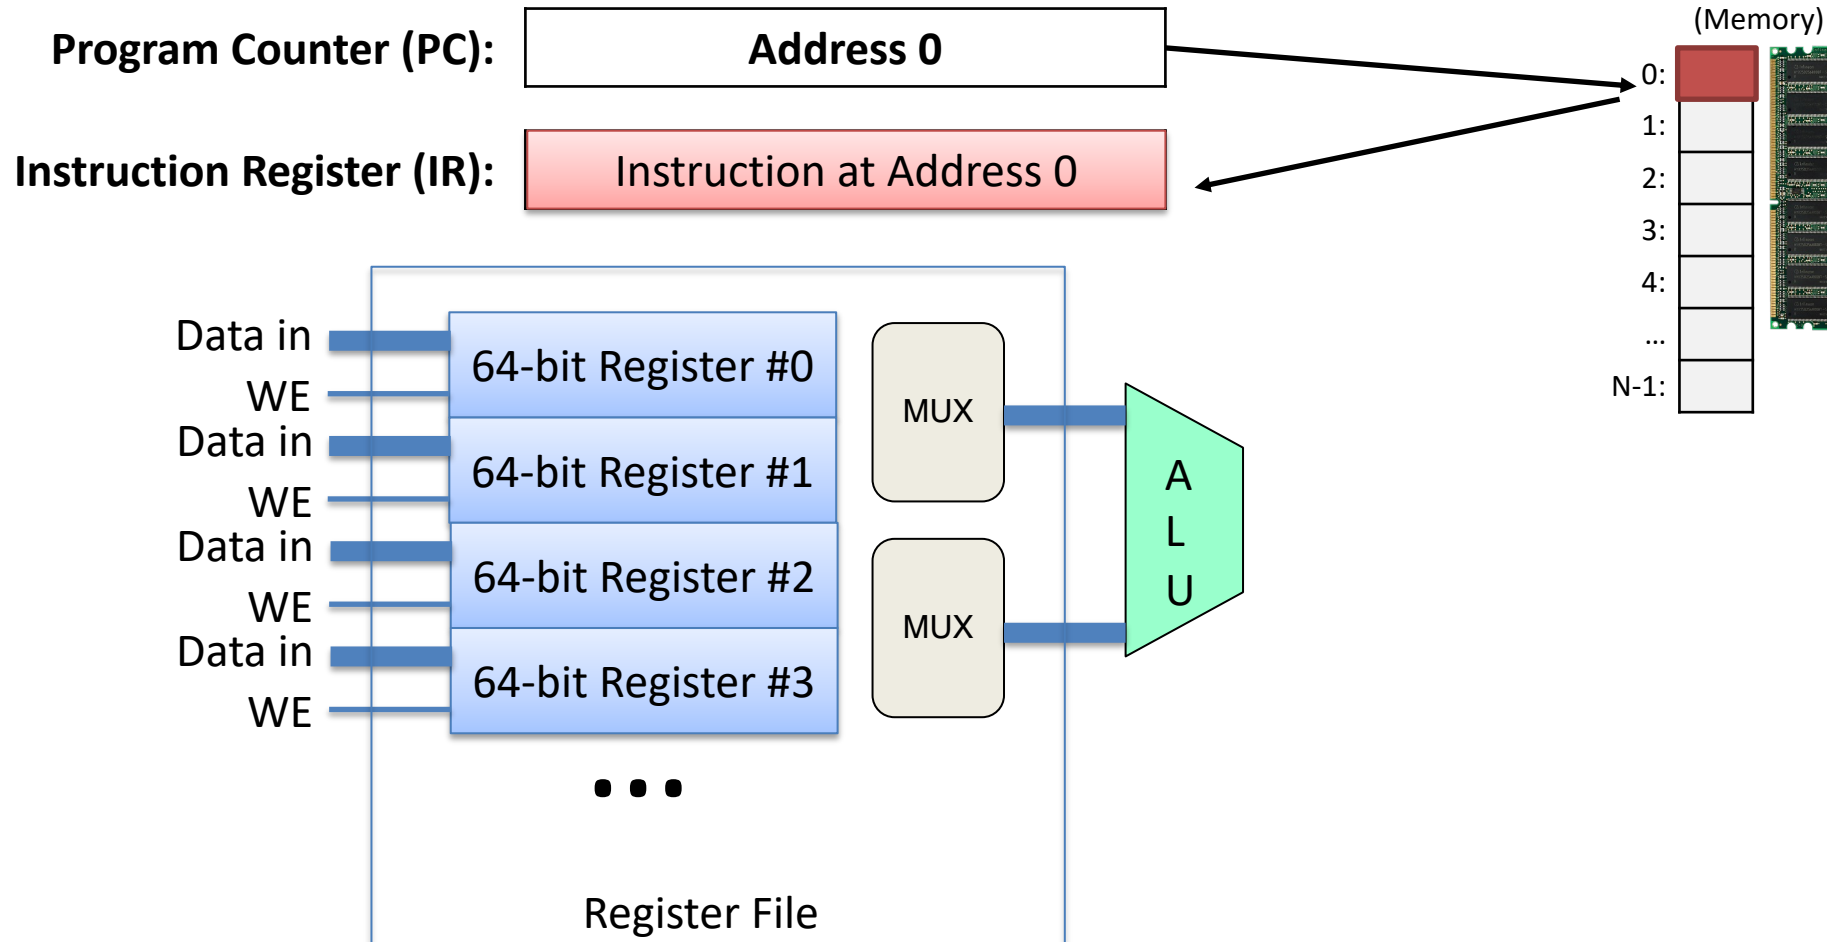 (Memory)
Program Counter (PC):
Address 0
0:
1:
Instruction Register (IR):
Instruction at Address 0
2:
3:
4:
...
N-1:
Data in
64-bit Register #0
WE
MUX
Data in
64-bit Register #1
WE
A
L
U
Data in
64-bit Register #2
WE
MUX
Data in
64-bit Register #3
WE
...
Register File